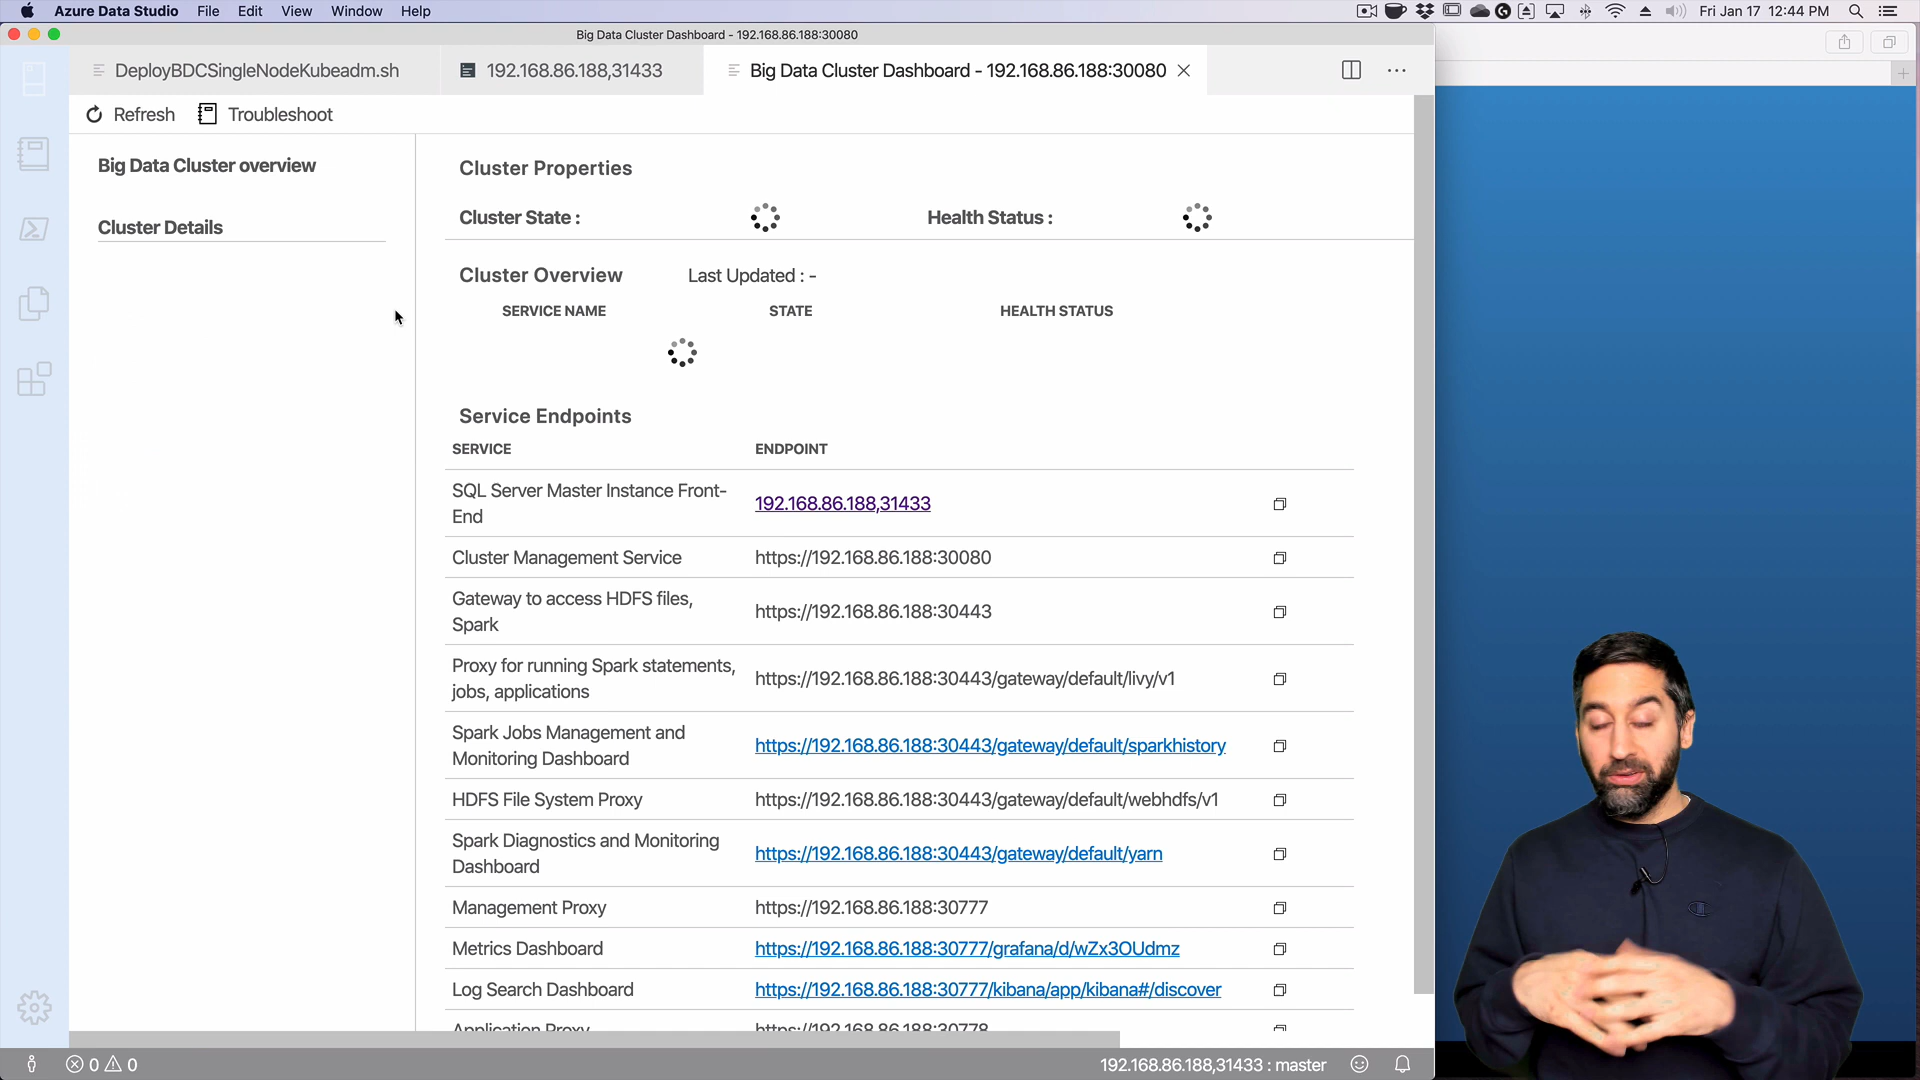 Azure Data Studio File Edit View Window Help Fri Jan 17 12:44 PM
Big Data Cluster Dashboard - 192.168.86.188:30080
DeployBDCSingleNodeKubeadm.sh 192.168.86.188,31433 Big Data Cluster Dashboard - 192.168.86.188:30080
Refresh Troubleshoot
Big Data Cluster overview
Cluster Details
Cluster Properties
Cluster State : Health Status :
Cluster Overview Last Updated : -
SERVICE NAME STATE HEALTH STATUS
Service Endpoints
SERVICE ENDPOINT
SQL Server Master Instance Front-
End
192.168.86.188,31433
Cluster Management Service https://192.168.86.188:30080
Gateway to access HDFS files,
Spark
https://192.168.86.188:30443
Proxy for running Spark statements,
jobs, applications
https://192.168.86.188:30443/gateway/default/livy/v1
Spark Jobs Management and
Monitoring Dashboard
https://192.168.86.188:30443/gateway/default/sparkhistory
HDFS File System Proxy https://192.168.86.188:30443/gateway/default/webhdfs/v1
Spark Diagnostics and Monitoring
Dashboard
https://192.168.86.188:30443/gateway/default/yarn
Management Proxy https://192.168.86.188:30777
Metrics Dashboard https://192.168.86.188:30777/grafana/d/wZx3OUdmz
Log Search Dashboard https://192.168.86.188:30777/kibana/app/kibana#/discover
Application Proxy https://192.168.86.188:30778
0 0 192.168.86.188,31433 : master